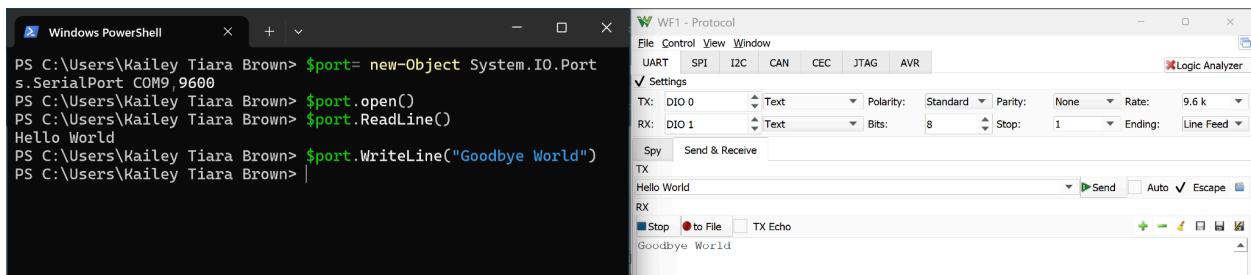 Windows PowerShell
PS C:\Users\Kailey Tiara Brown> $port= new-Object System.IO.Port
s.SerialPort COM9,9600
PS C:\Users\Kailey Tiara Brown> $port.open()
PS C:\Users\Kailey Tiara Brown> $port.ReadLine()
Hello World
PS C:\Users\Kailey Tiara Brown> $port.WriteLine("Goodbye World")
PS C:\Users\Kailey Tiara Brown>
WF1 - Protocol
File Control View Window
UART SPI I2C CAN CEC JTAG AVR Logic Analyzer
Settings
TX: DIO 0 Text Polarity: Standard Parity: None Rate: 9.6 k
RX: DIO 1 Text Bits: 8 Stop: 1 Ending: Line Feed
Spy Send & Receive
TX
Hello World Send Auto Escape
RX
Stop to File TX Echo
Goodbye World